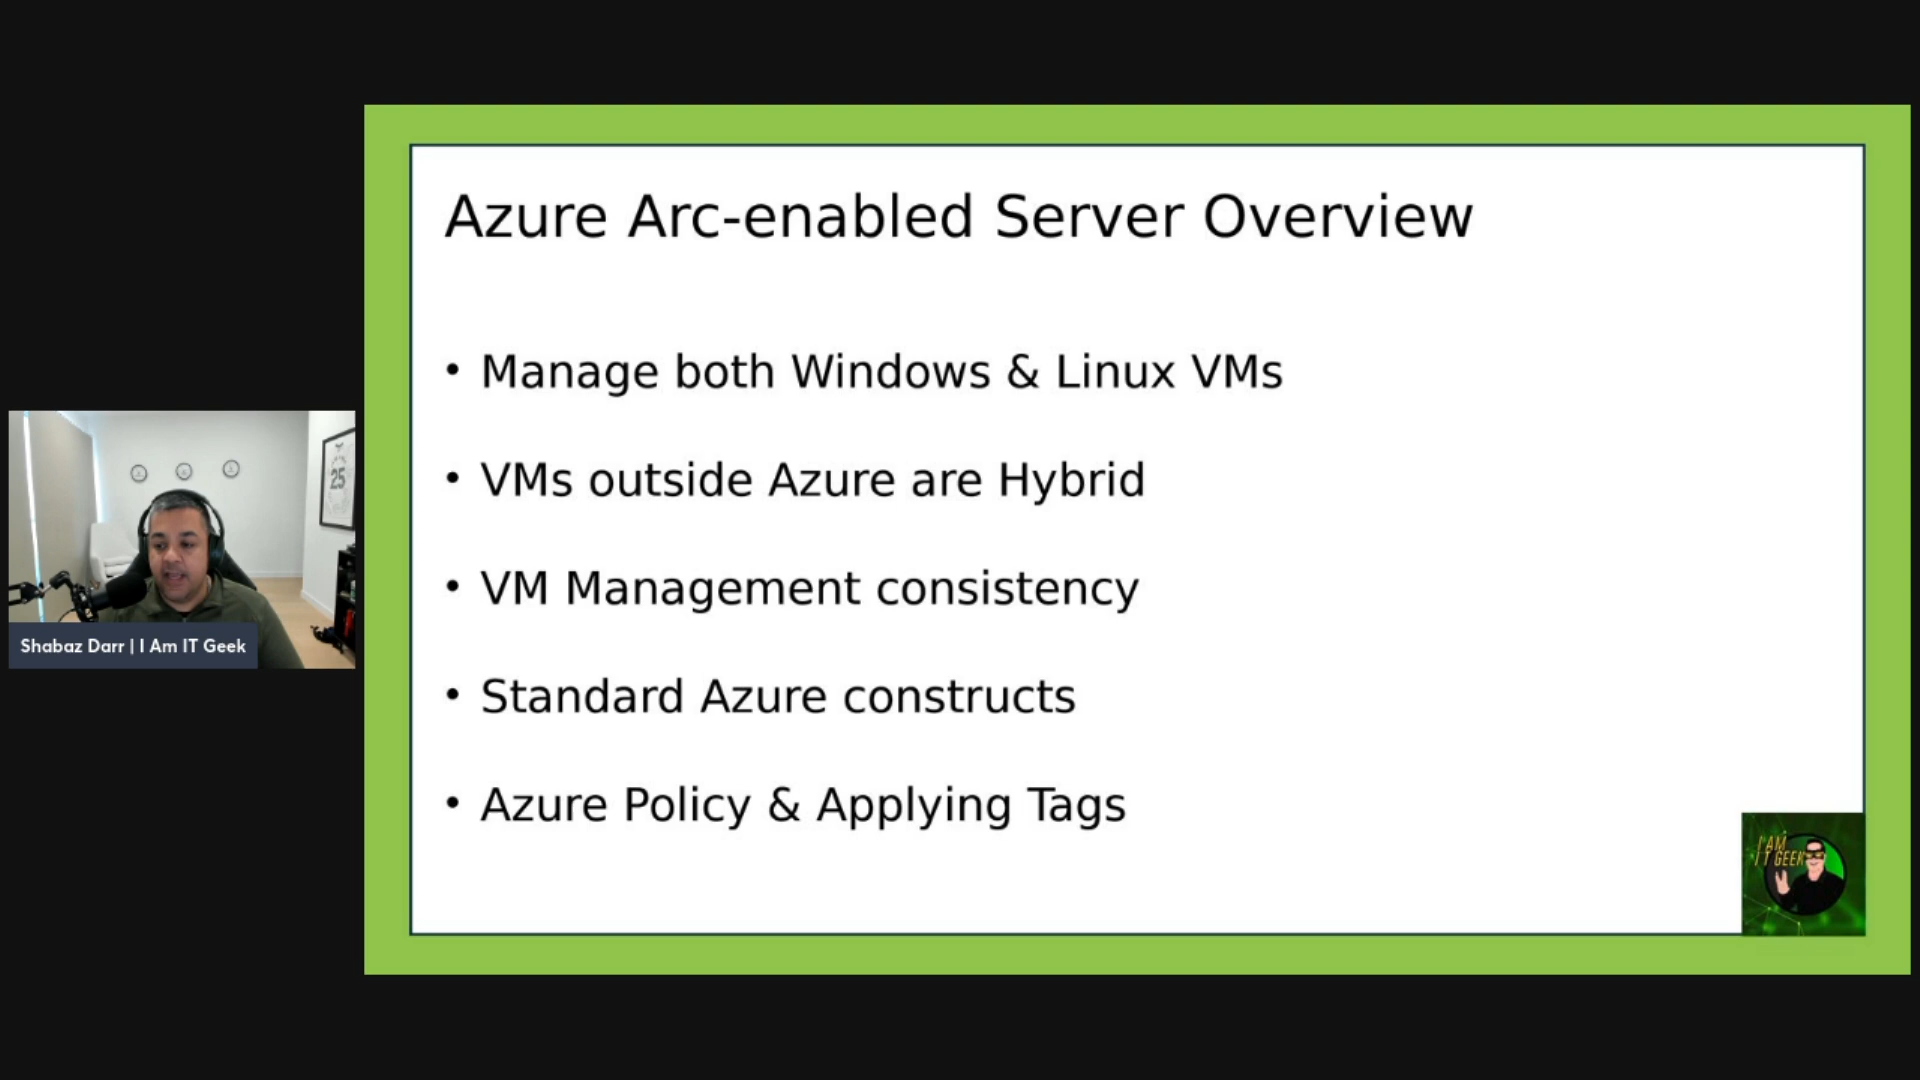 Azure Arc-enabled Server Overview
• Manage both Windows & Linux VMs
• VMs outside Azure are Hybrid
• VM Management consistency
• Standard Azure constructs
• Azure Policy & Applying Tags
25
Shabaz Darr | I Am IT Geek
I AM
IT GEEK